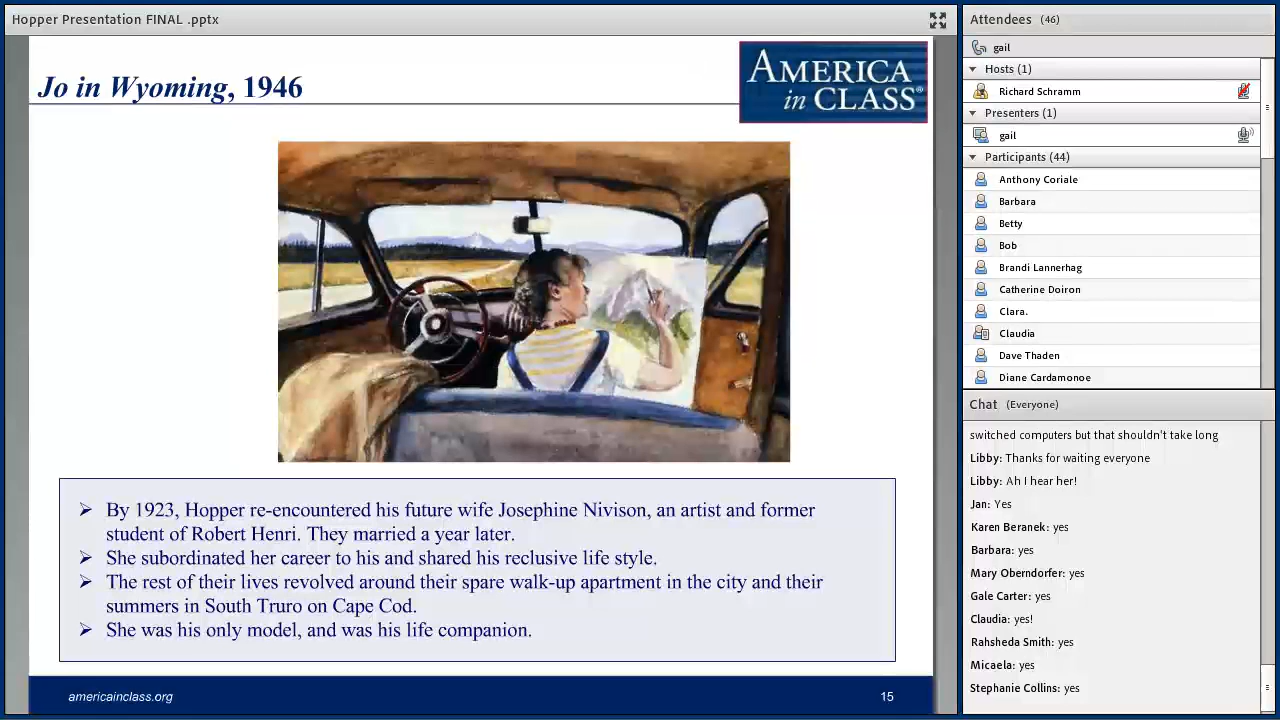 Hopper Presentation FINAL .pptx
Jo in Wyoming, 1946
AMERICA
in CLASS®
By 1923, Hopper re-encountered his future wife Josephine Nivison, an artist and former
student of Robert Henri. They married a year later.
She subordinated her career to his and shared his reclusive life style.
The rest of their lives revolved around their spare walk-up apartment in the city and their
summers in South Truro on Cape Cod.
She was his only model, and was his life companion.
americainclass.org
15
Attendees (46)
gail
Hosts (1)
Richard Schramm
Presenters (1)
gail
Participants (44)
Anthony Coriale
Barbara
Betty
Bob
Brandi Lannerhag
Catherine Doiron
Clara.
Claudia
Dave Thaden
Diane Cardamonoe
Chat (Everyone)
switched computers but that shouldn't take long
Libby: Thanks for waiting everyone
Libby: Ah I hear her!
Jan: Yes
Karen Beranek: yes
Barbara: yes
Mary Oberndorfer: yes
Gale Carter: yes
Claudia: yes!
Rahsheda Smith: yes
Micaela: yes
Stephanie Collins: yes